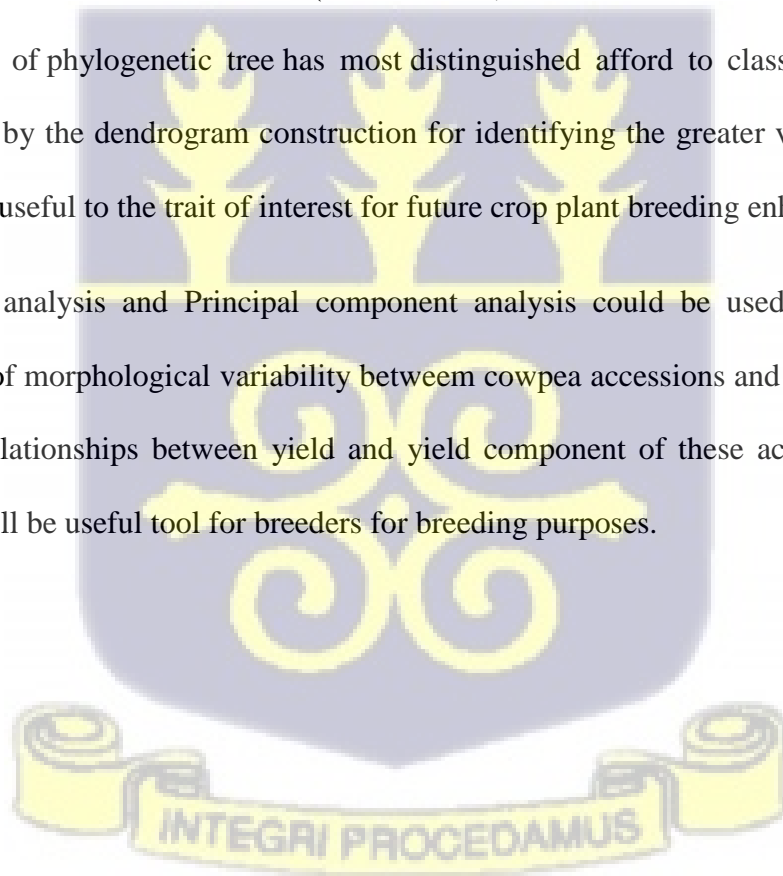 of phylogenetic tree has most distinguished afford to class
by the dendrogram construction for identifying the greater v
useful to the trait of interest for future crop plant breeding enl
analysis and Principal component analysis could be used
of morphological variability betweem cowpea accessions and
lationships between yield and yield component of these ac
ll be useful tool for breeders for breeding purposes.
INTEGRI PROCEDAMUS